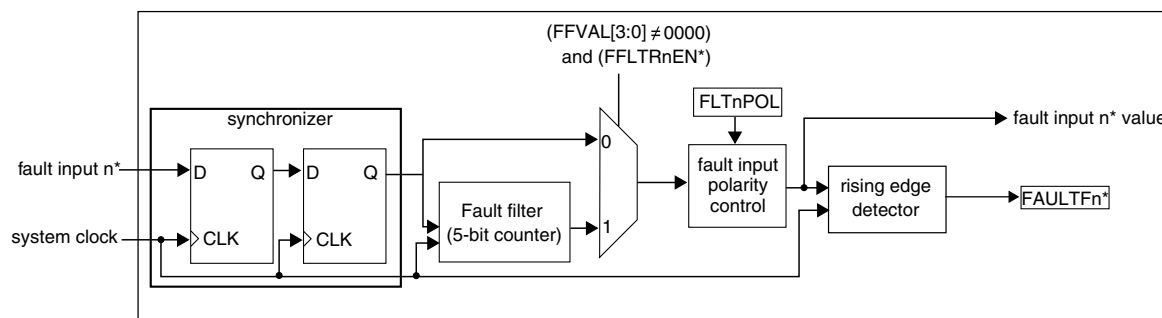 (FFVAL[3:0] ≠ 0000)
and (FFLTRnEN*)
FLTnPOL
synchronizer
fault input n* value
0
fault input n*
D Q
D Q
fault input
polarity
control
rising edge
detector
FAULTFn*
Fault filter
(5-bit counter)
1
system clock
CLK
CLK